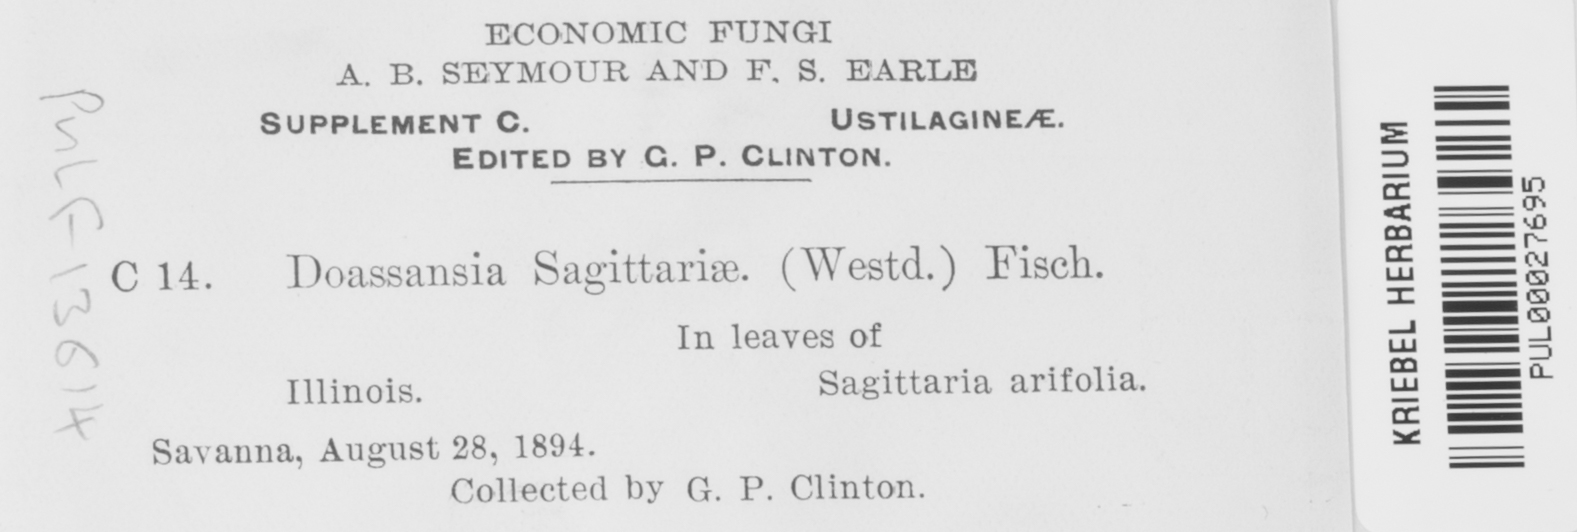 ECONOMIC FUNGI
A. B. SEYMOUR AND F. S. EARLE
SUPPLEMENT C. USTILAGINEÆ.
EDITED BY G. P. CLINTON.
C 14. Doassansia Sagittariæ. (Westd.) Fisch.
In leaves of
Illinois. Sagittaria arifolia.
Savanna, August 28, 1894.
Collected by G. P. Clinton.
PUL F 13614
KRIEBEL HERBARIUM
PUL00027695